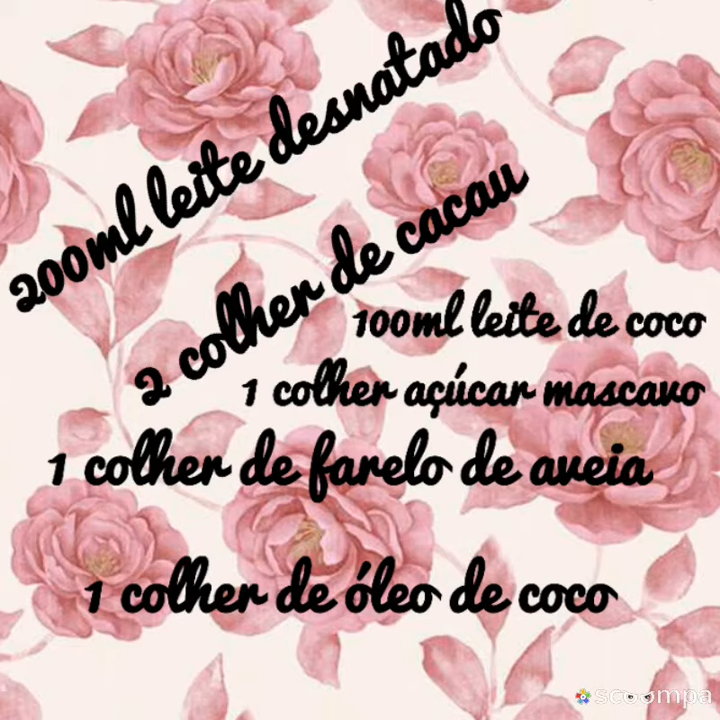 200ml leite desnatado
2 colher de cacau
100ml leite de coco
1 colher açúcar mascavo
1 colher de farelo de aveia
1 colher de óleo de coco
scoompa